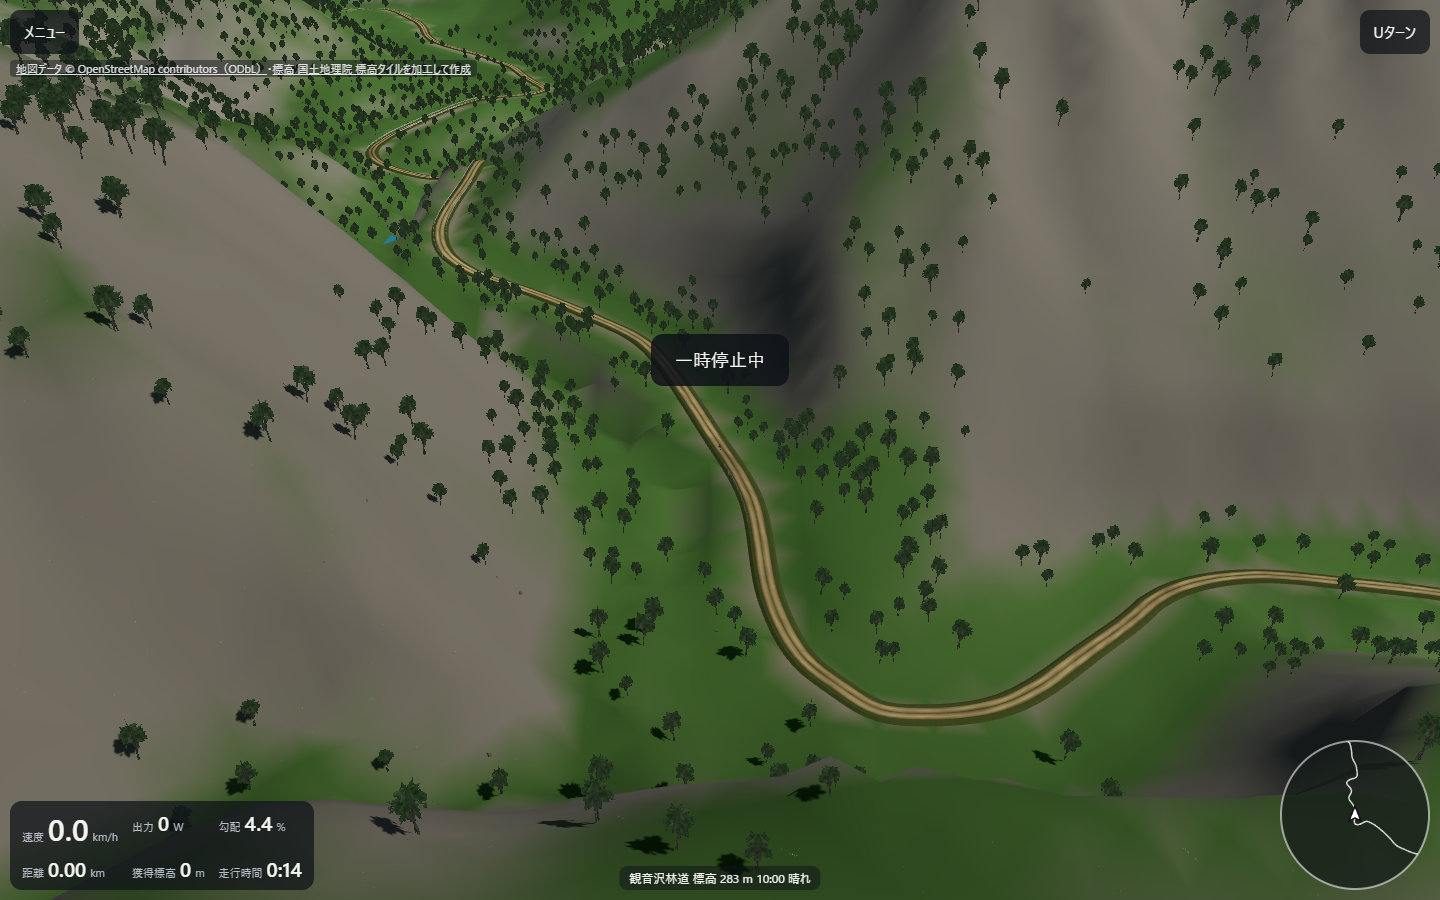 メニュー
Uターン
地図データ © OpenStreetMap contributors（ODbL）・標高 国土地理院 標高タイルを加工して作成
一時停止中
速度 0.0 km/h 出力 0 W 勾配 4.4 %
距離 0.00 km 獲得標高 0 m 走行時間 0:14
観音沢林道 標高 283 m 10:00 晴れ